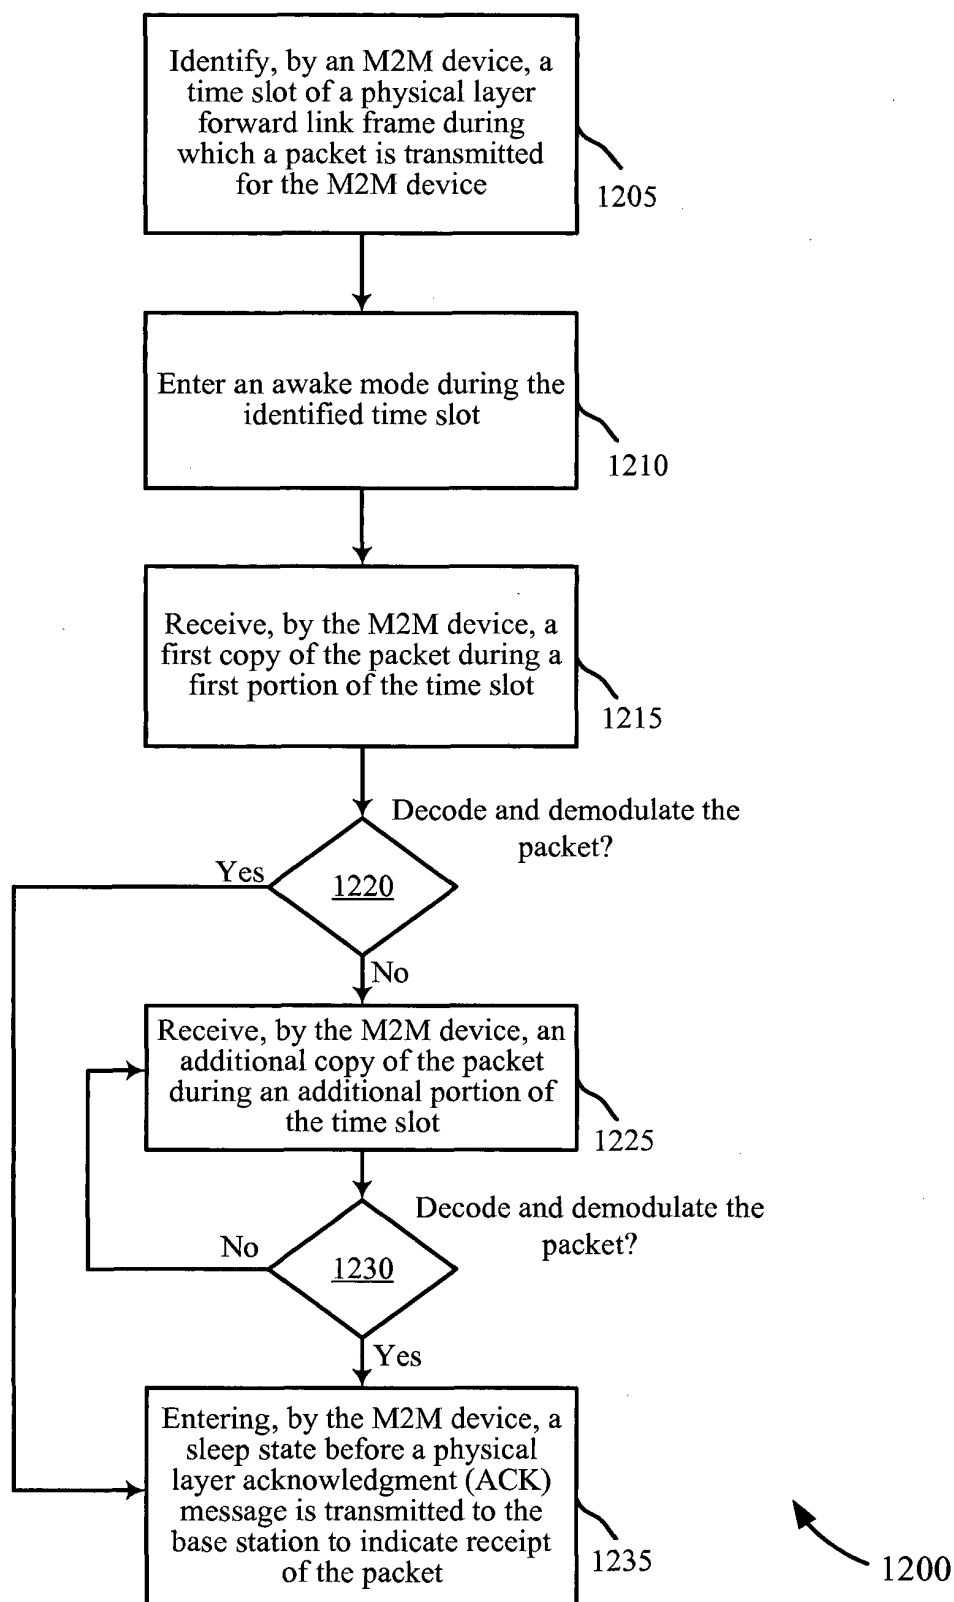 Identify, by an M2M device, a
time slot of a physical layer
forward link frame during
which a packet is transmitted
for the M2M device
1205
Enter an awake mode during the
identified time slot
1210
Receive, by the M2M device, a
first copy of the packet during a
first portion of the time slot
1215
Decode and demodulate the
packet?
Yes
1220
No
Receive, by the M2M device, an
additional copy of the packet
during an additional portion of
the time slot
1225
Decode and demodulate the
packet?
No
1230
Yes
Entering, by the M2M device, a
sleep state before a physical
layer acknowledgment (ACK)
message is transmitted to the
base station to indicate receipt
of the packet
1235
1200